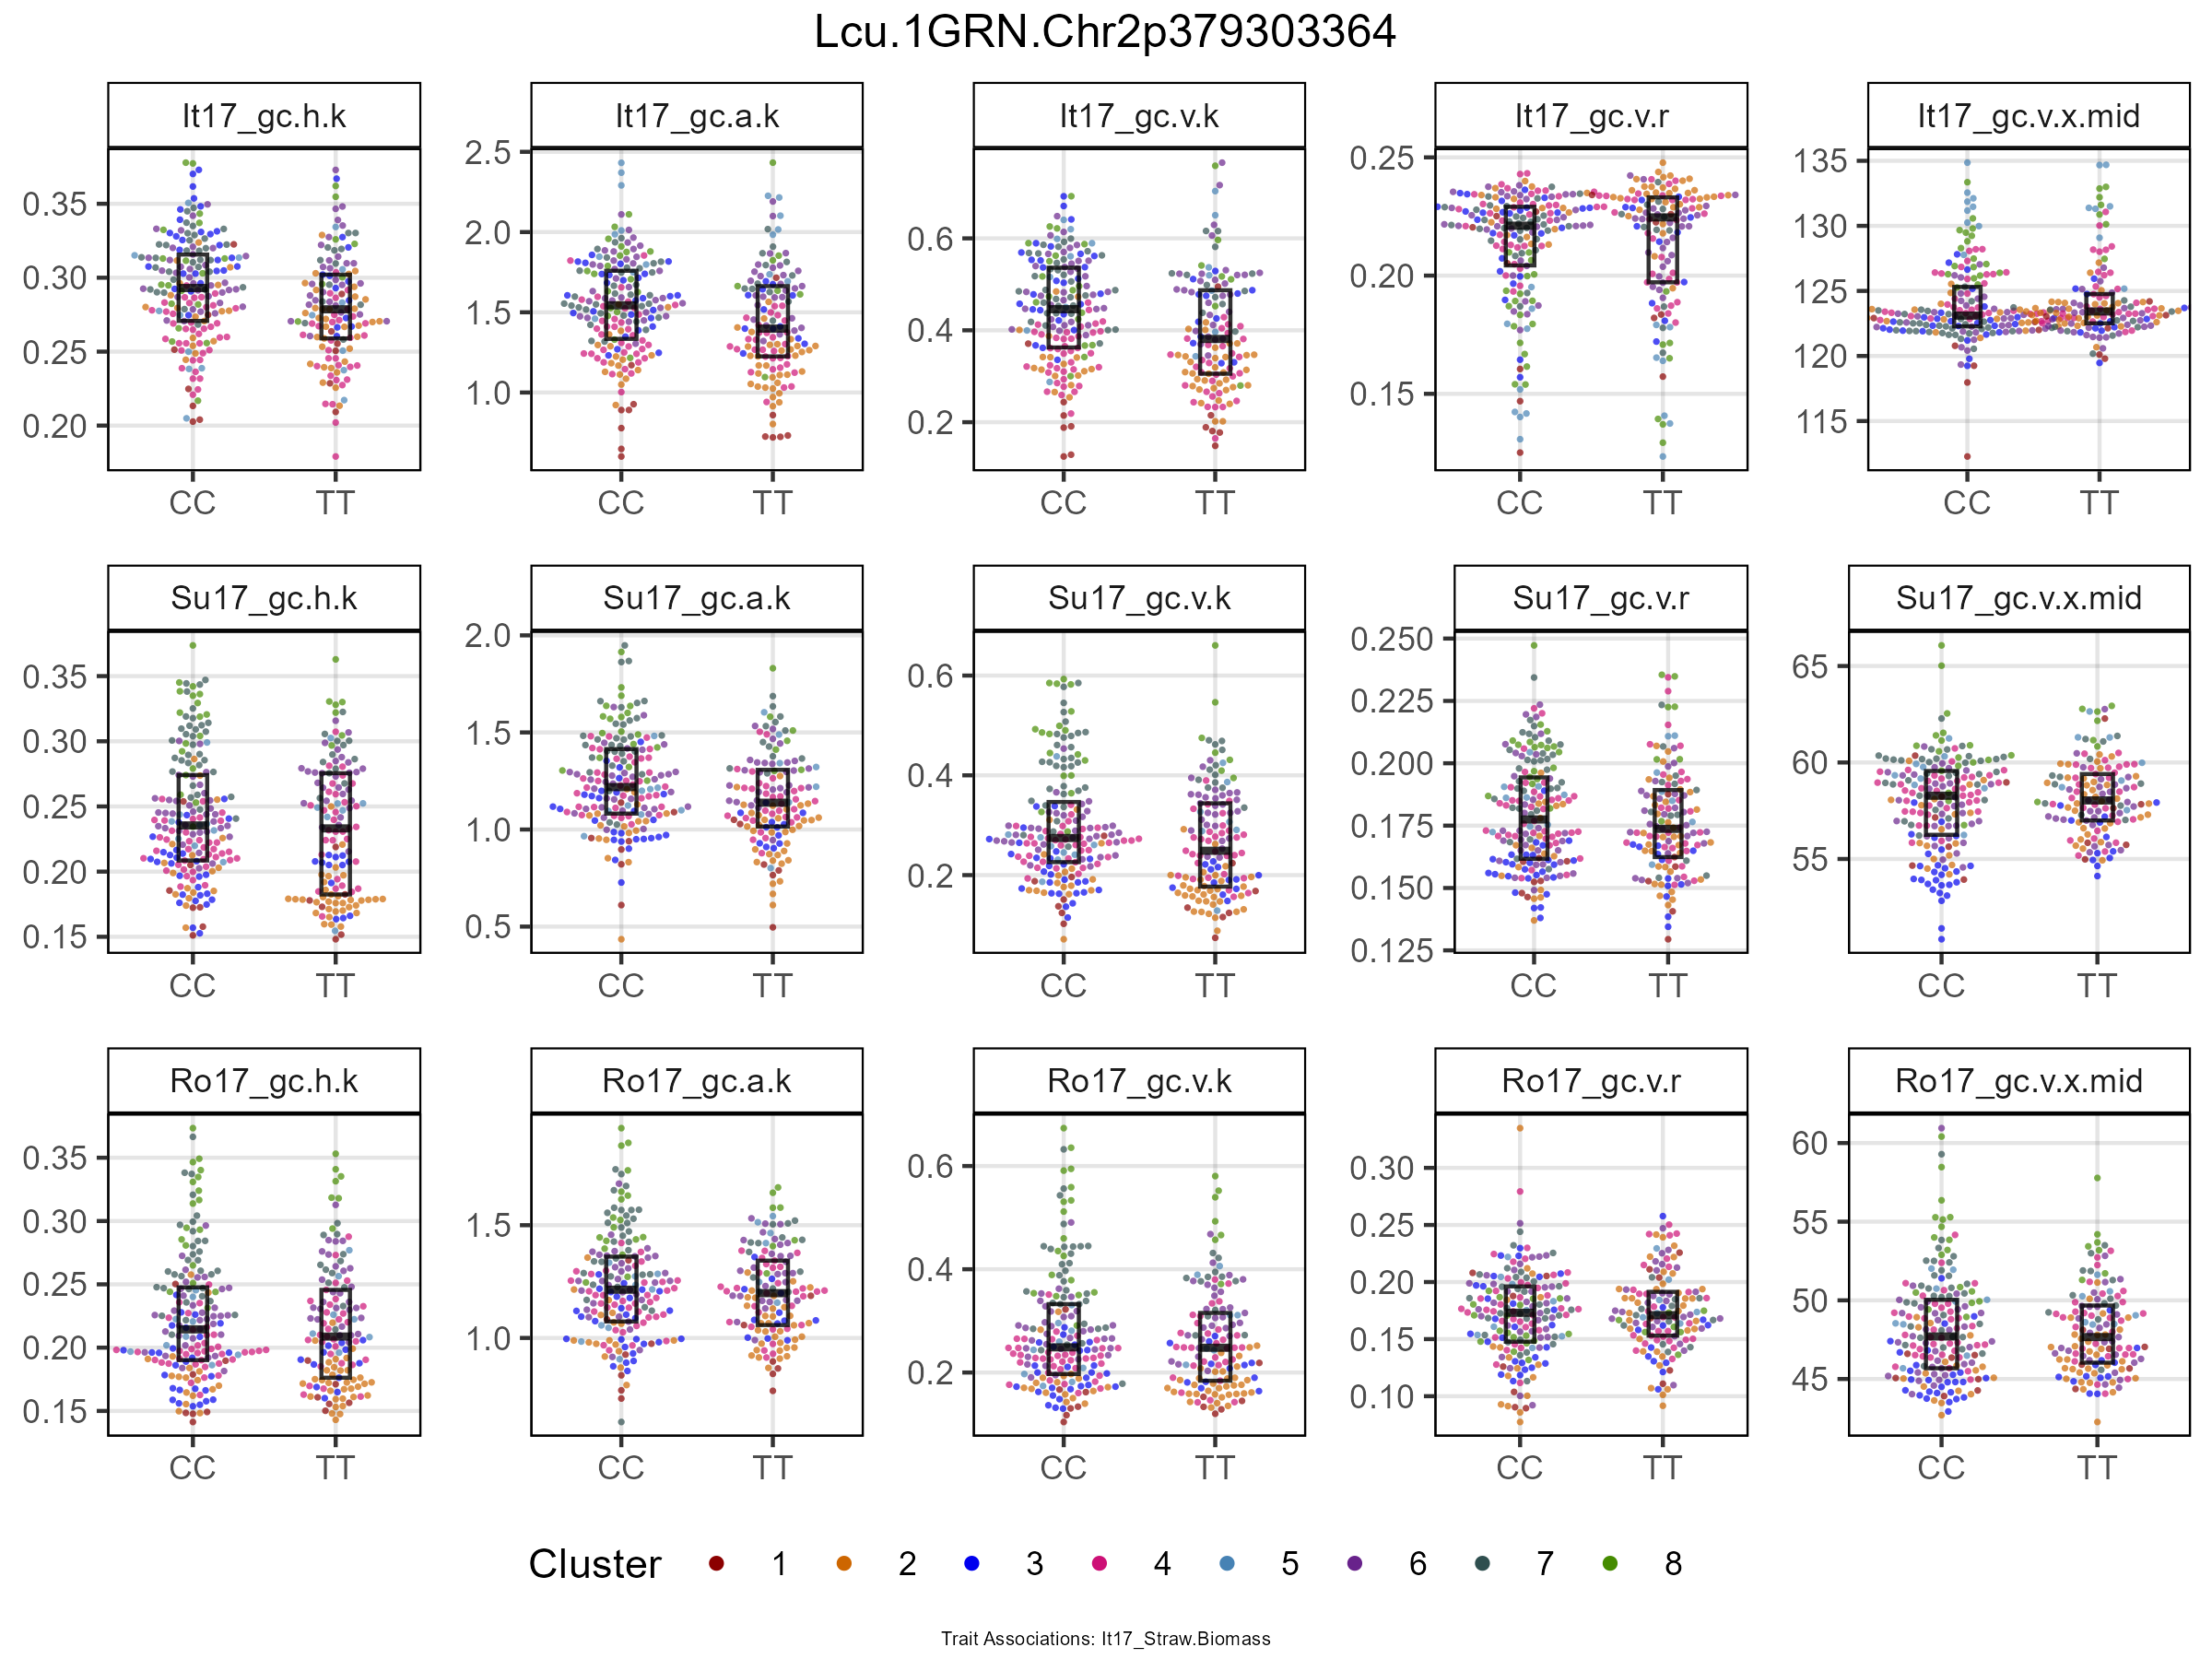 Lcu.1GRN.Chr2p379303364
It17_gc.h.k It17_gc.a.k It17_gc.v.k It17_gc.v.r It17_gc.v.x.mid
0.35 0.30 0.25 0.20
2.5 2.0 1.5 1.0
0.6 0.4 0.2
0.25 0.20 0.15
135 130 125 120 115
CC TT CC TT CC TT CC TT CC TT
Su17_gc.h.k Su17_gc.a.k Su17_gc.v.k Su17_gc.v.r Su17_gc.v.x.mid
0.35 0.30 0.25 0.20 0.15
2.0 1.5 1.0 0.5
0.6 0.4 0.2
0.250 0.225 0.200 0.175 0.150 0.125
65 60 55
CC TT CC TT CC TT CC TT CC TT
Ro17_gc.h.k Ro17_gc.a.k Ro17_gc.v.k Ro17_gc.v.r Ro17_gc.v.x.mid
0.35 0.30 0.25 0.20 0.15
1.5 1.0
0.6 0.4 0.2
0.30 0.25 0.20 0.15 0.10
60 55 50 45
CC TT CC TT CC TT CC TT CC TT
Cluster 1 2 3 4 5 6 7 8
Trait Associations: It17_Straw.Biomass